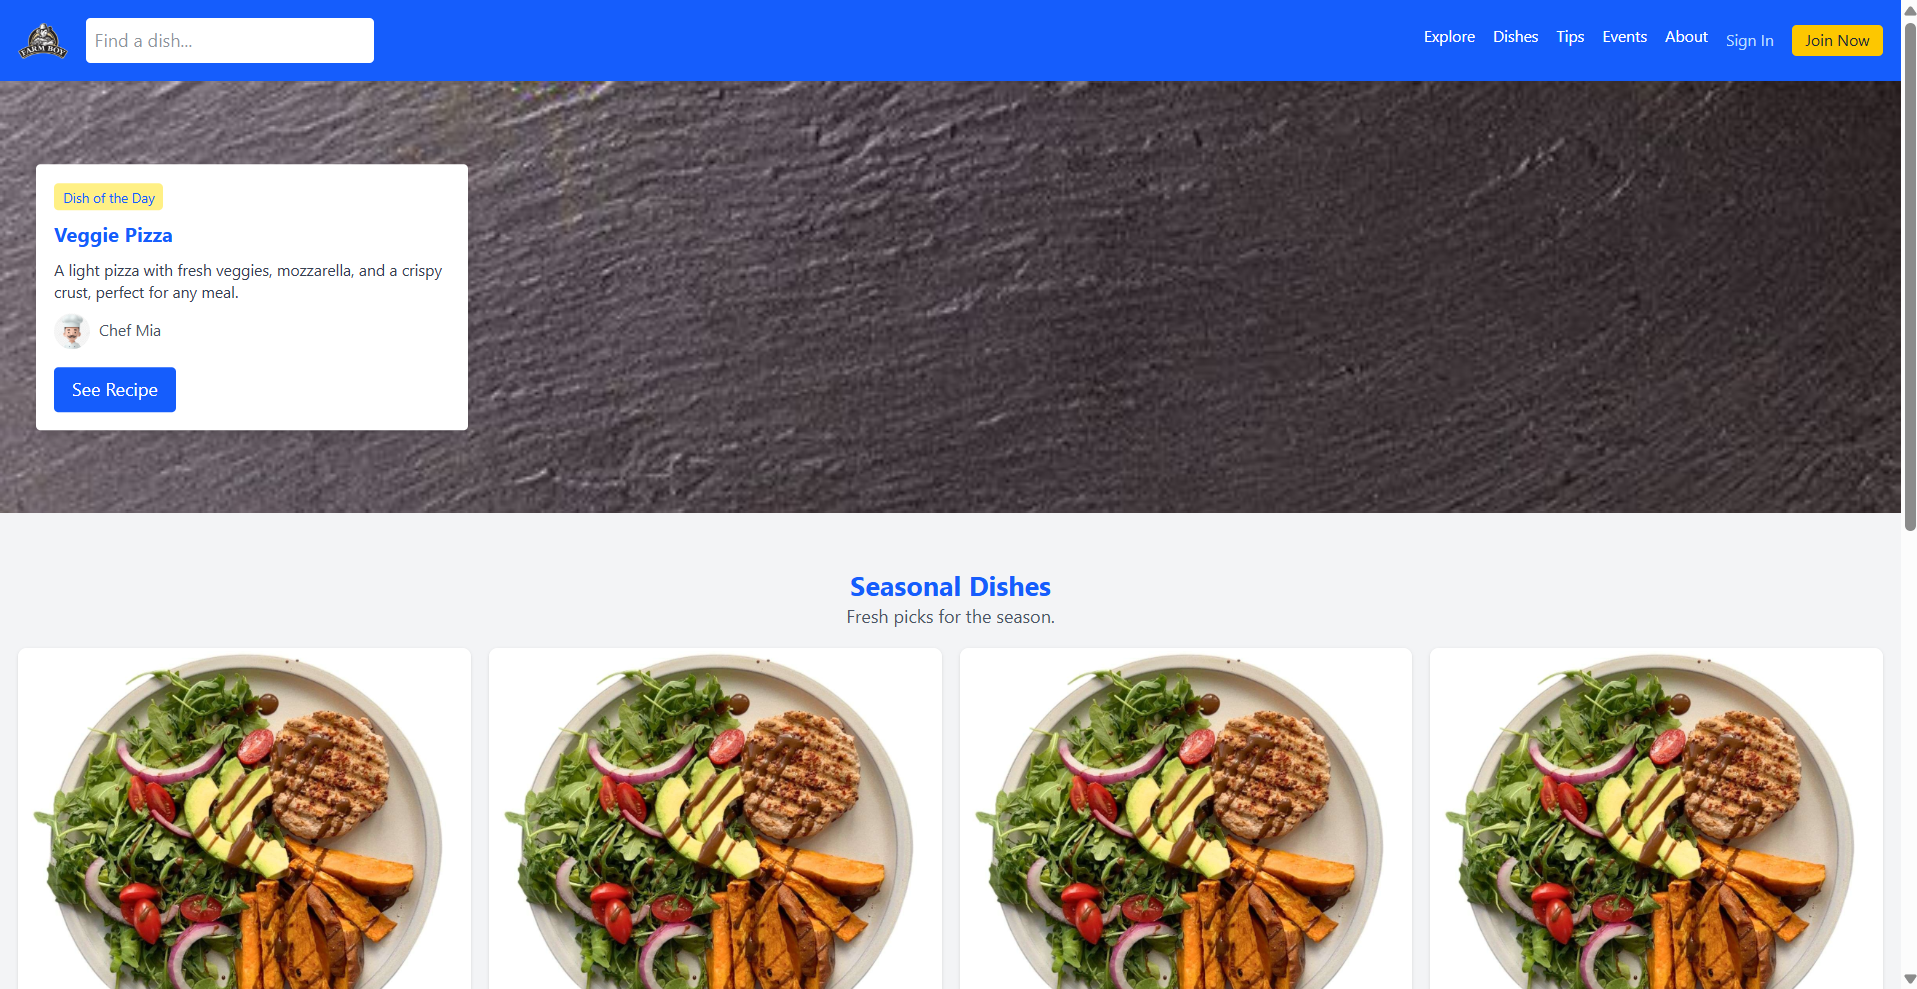 FARM BOY
Find a dish...
Explore
Dishes
Tips
Events
About
Sign In
Join Now
Dish of the Day
Veggie Pizza
A light pizza with fresh veggies, mozzarella, and a crispy
crust, perfect for any meal.
Chef Mia
See Recipe
Seasonal Dishes
Fresh picks for the season.